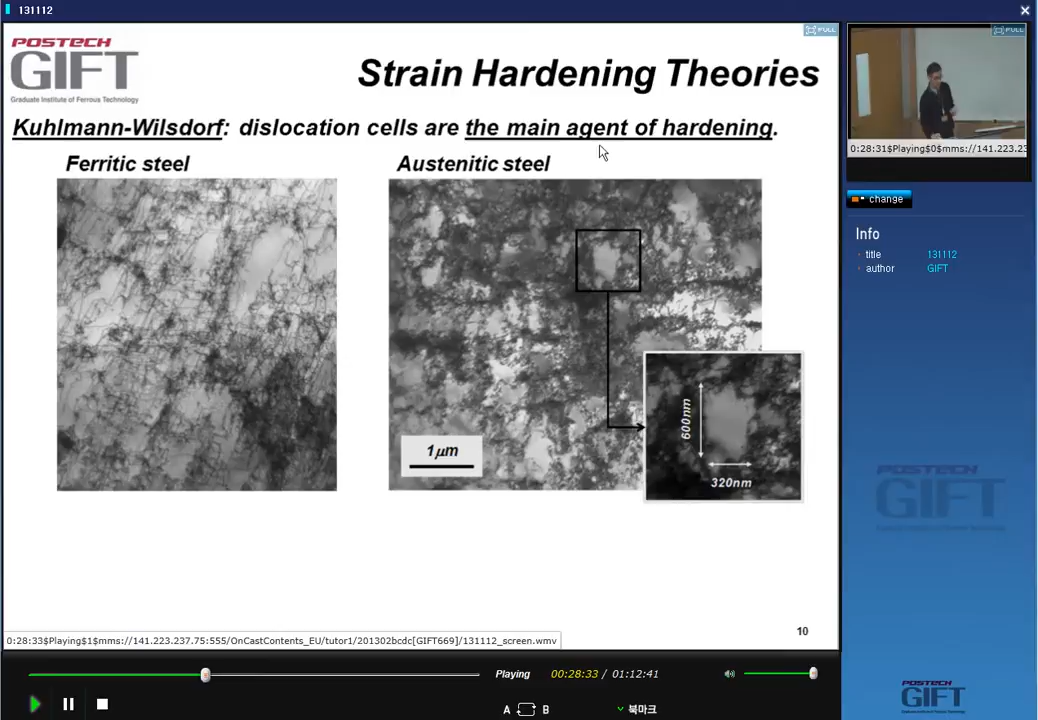 131112
POSTECH
GIFT
Graduate Institute of Ferrous Technology
FULL
Strain Hardening Theories
Kuhlmann-Wilsdorf: dislocation cells are the main agent of hardening.
Ferritic steel
Austenitic steel
1μm
600nm
320nm
10
0:28:33$Playing$1$mms://141.223.237.75:555/OnCastContents_EU/tutor1/201302bcdc[GIFT669]/131112_screen.wmv
Playing
00:28:33 / 01:12:41
A B
북마크
FULL
0:28:31$Playing$0$mms://141.223.23
change
Info
title 131112
author GIFT
POSTECH
GIFT
POSTECH
GIFT